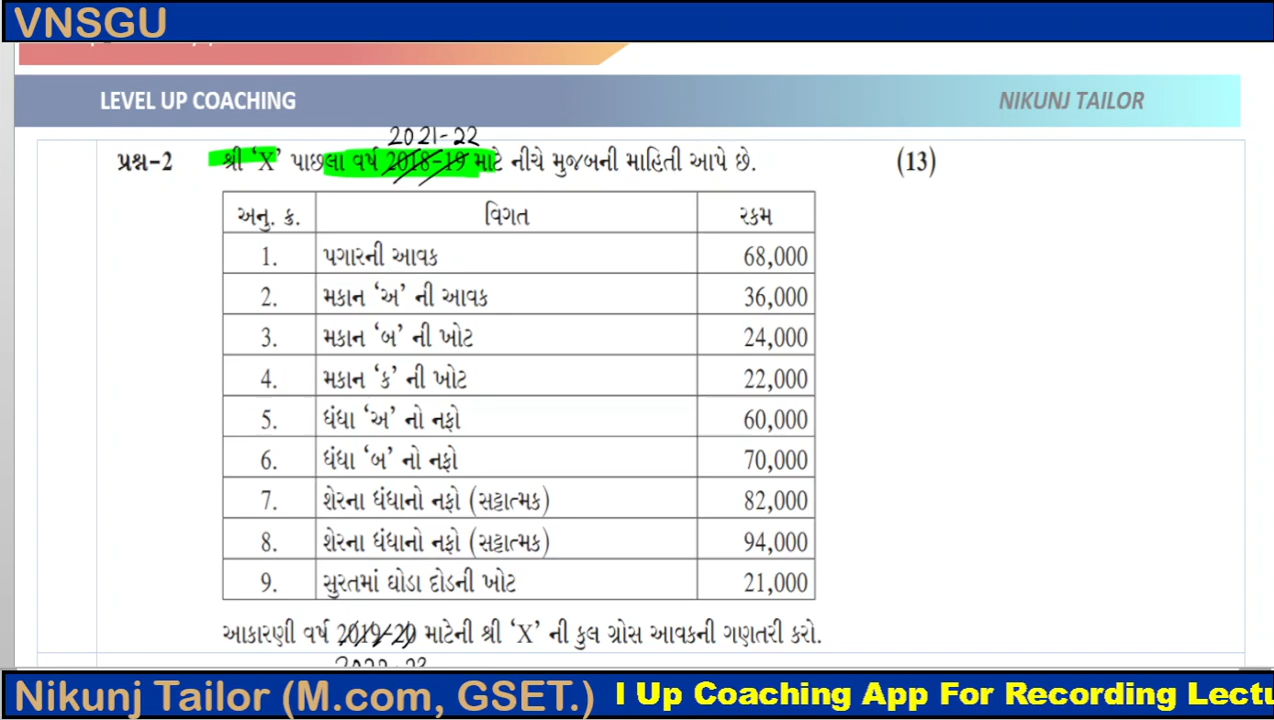 VNSGU
LEVEL UP COACHING NIKUNJ TAILOR
2021-22
પ્રશ્ન-2 શ્રી ‘X’ પાછલા વર્ષ 2018-19 માટે નીચે મુજબની માહિતી આપે છે. (13)
અનુ. ક્ર. વિગત રકમ
1. પગારની આવક 68,000
2. મકાન ‘અ’ ની આવક 36,000
3. મકાન ‘બ’ ની ખોટ 24,000
4. મકાન ‘ક’ ની ખોટ 22,000
5. ધંધા ‘અ’ નો નફો 60,000
6. ધંધા ‘બ’ નો નફો 70,000
7. શેરના ધંધાનો નફો (સટ્ટાત્મક) 82,000
8. શેરના ધંધાનો નફો (સટ્ટાત્મક) 94,000
9. સુરતમાં ઘોડા દોડની ખોટ 21,000
આકારણી વર્ષ 2019-20 માટેની શ્રી ‘X’ ની કુલ ગ્રોસ આવકની ગણતરી કરો.
Nikunj Tailor (M.com, GSET.) l Up Coaching App For Recording Lectu